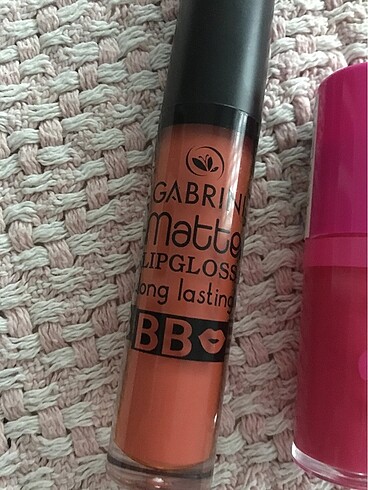 GABRINI
Matte
LIPGLOSS
long lasting
BB